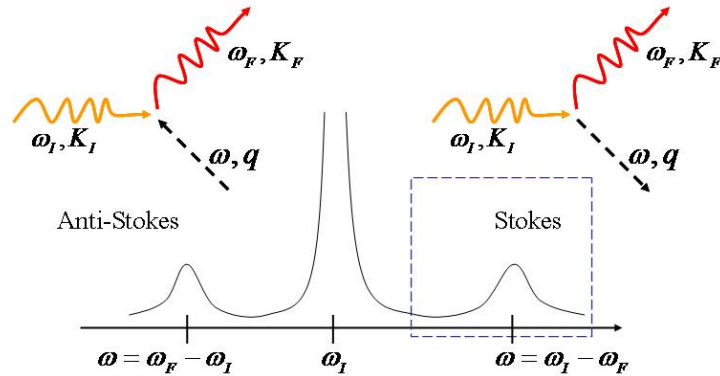 ω_F, K_F
ω_F, K_F
ω_I, K_I
ω_I, K_I
ω, q
ω, q
Anti-Stokes
Stokes
ω = ω_F − ω_I
ω_I
ω = ω_I − ω_F